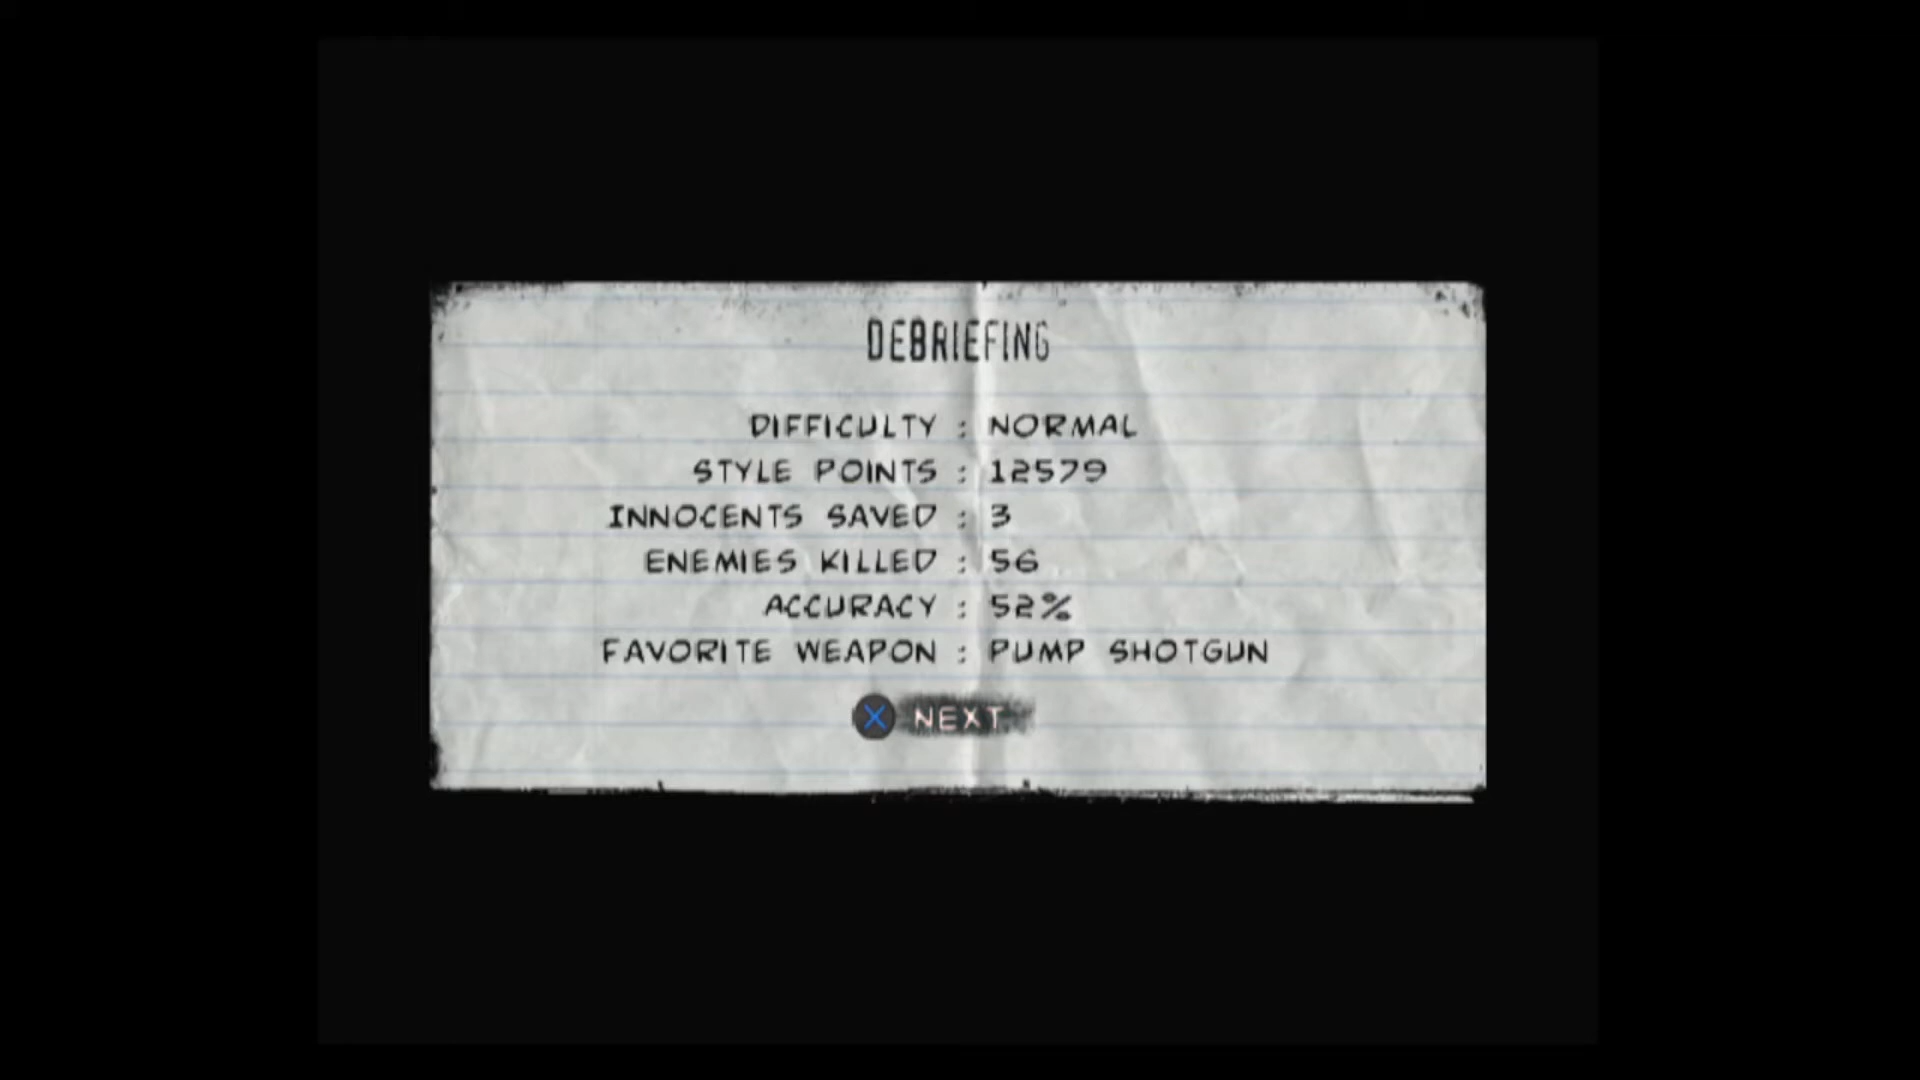 DEBRIEFING
DIFFICULTY : NORMAL
STYLE POINTS : 12579
INNOCENTS SAVED : 3
ENEMIES KILLED : 56
ACCURACY : 52%
FAVORITE WEAPON : PUMP SHOTGUN
X NEXT